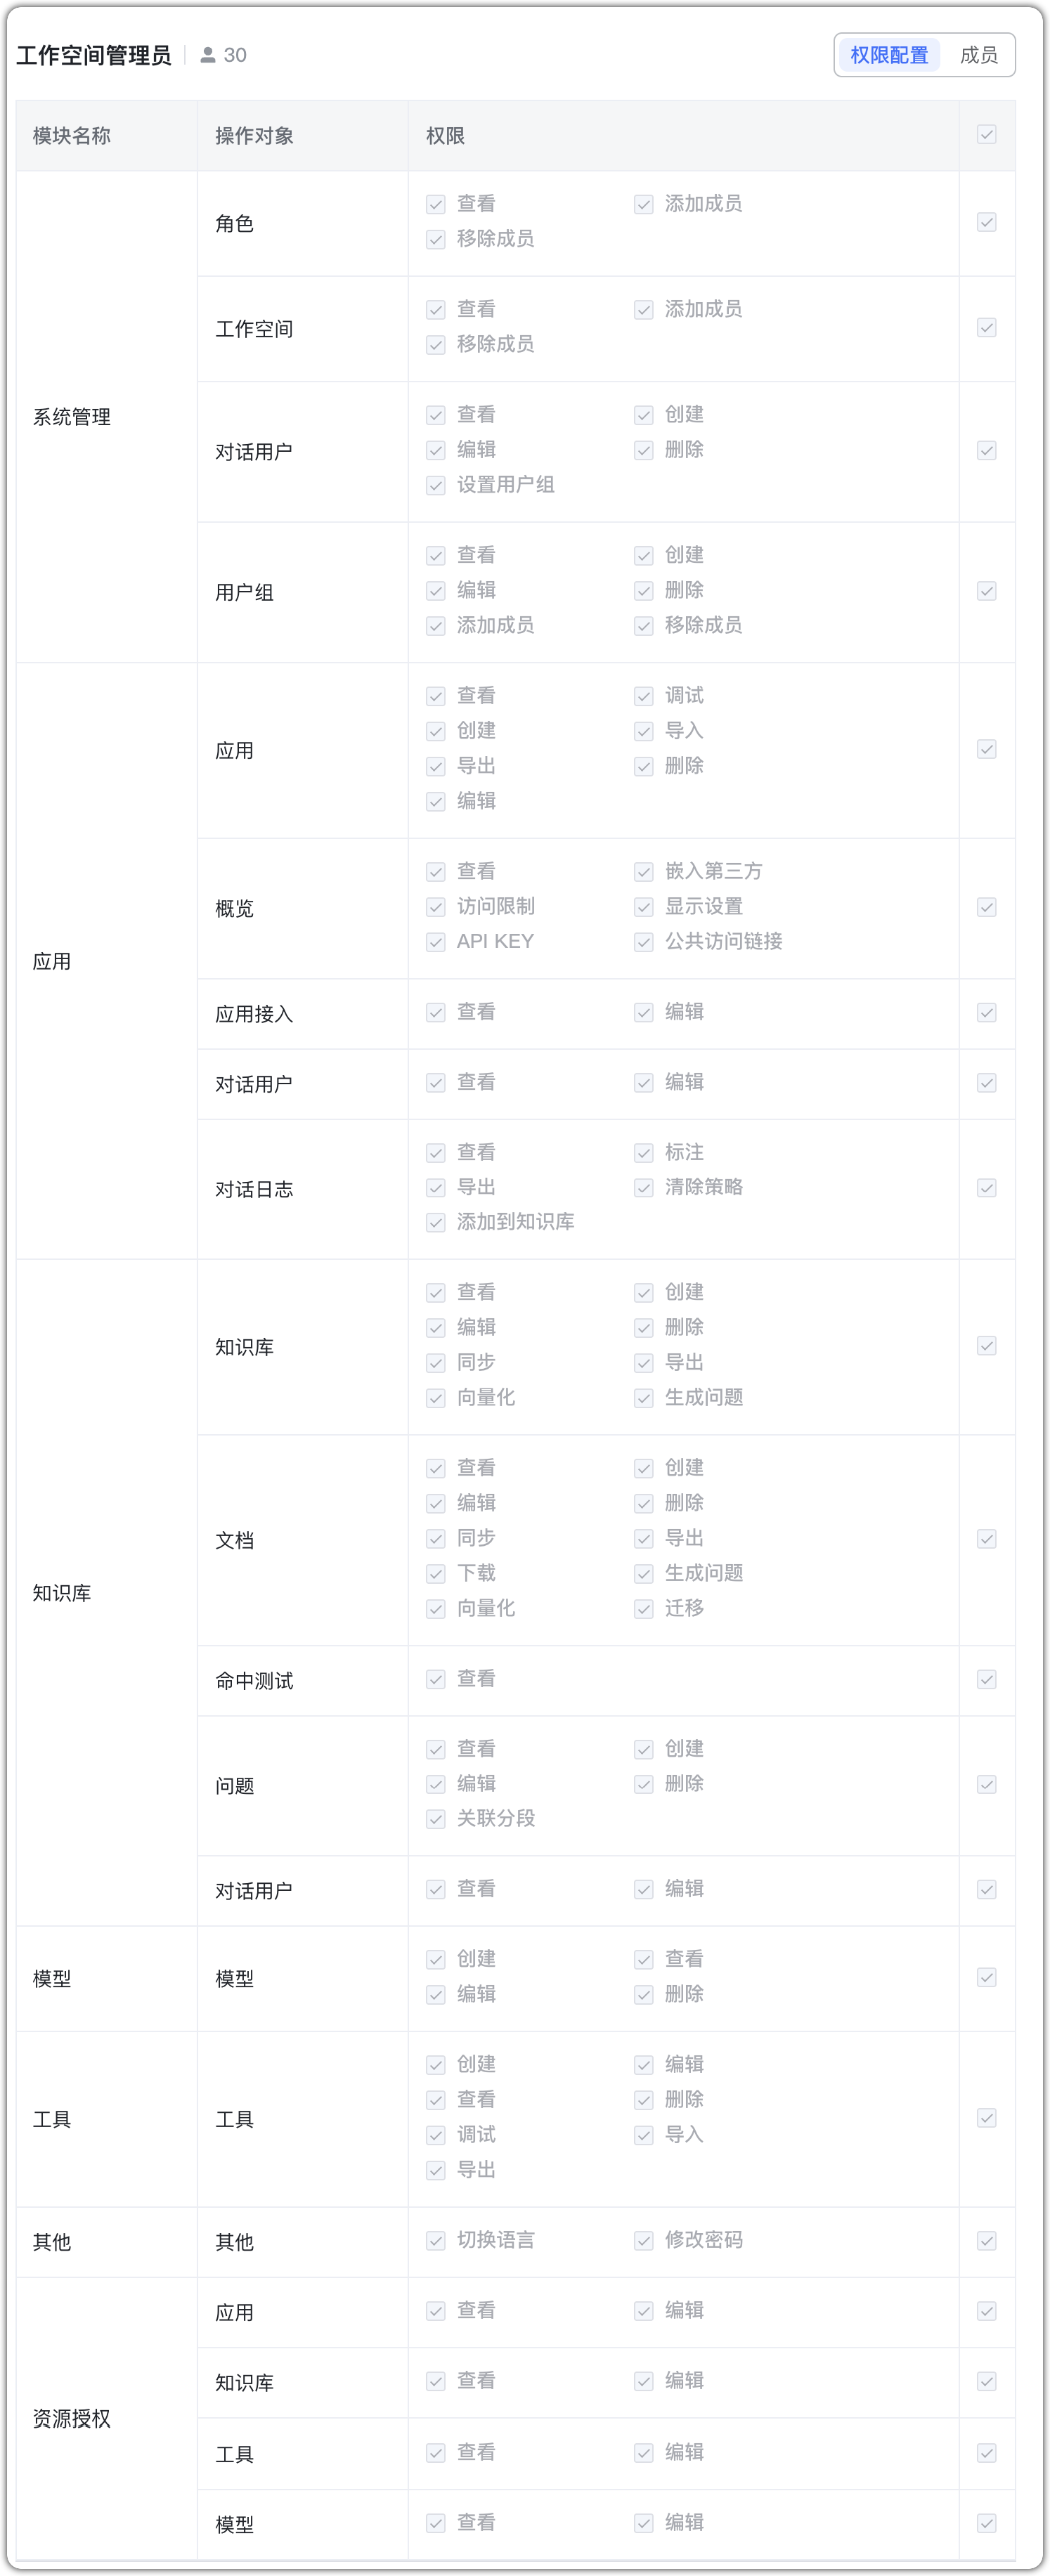 工作空间管理员 30 权限配置 成员
模块名称 操作对象 权限
系统管理
角色
查看 添加成员
移除成员
工作空间
查看 添加成员
移除成员
对话用户
查看 创建
编辑 删除
设置用户组
用户组
查看 创建
编辑 删除
添加成员 移除成员
应用
应用
查看 调试
创建 导入
导出 删除
编辑
概览
查看 嵌入第三方
访问限制 显示设置
API KEY 公共访问链接
应用接入
查看 编辑
对话用户
查看 编辑
对话日志
查看 标注
导出 清除策略
添加到知识库
知识库
知识库
查看 创建
编辑 删除
同步 导出
向量化 生成问题
文档
查看 创建
编辑 删除
同步 导出
下载 生成问题
向量化 迁移
命中测试
查看
问题
查看 创建
编辑 删除
关联分段
对话用户
查看 编辑
模型
模型
创建 查看
编辑 删除
工具
工具
创建 编辑
查看 删除
调试 导入
导出
其他
其他
切换语言 修改密码
资源授权
应用
查看 编辑
知识库
查看 编辑
工具
查看 编辑
模型
查看 编辑